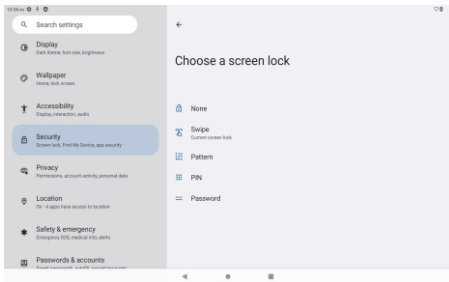 Search settings
Display
Dark theme, font size, brightness
Wallpaper
Home, lock screen
Accessibility
Display, interaction, audio
Security
Screen lock, Find My Device, app security
Privacy
Permissions, account activity, personal data
Location
On - 4 apps have access to location
Safety & emergency
Emergency SOS, medical info, alerts
Passwords & accounts
Choose a screen lock
None
Swipe
Current screen lock
Pattern
PIN
Password